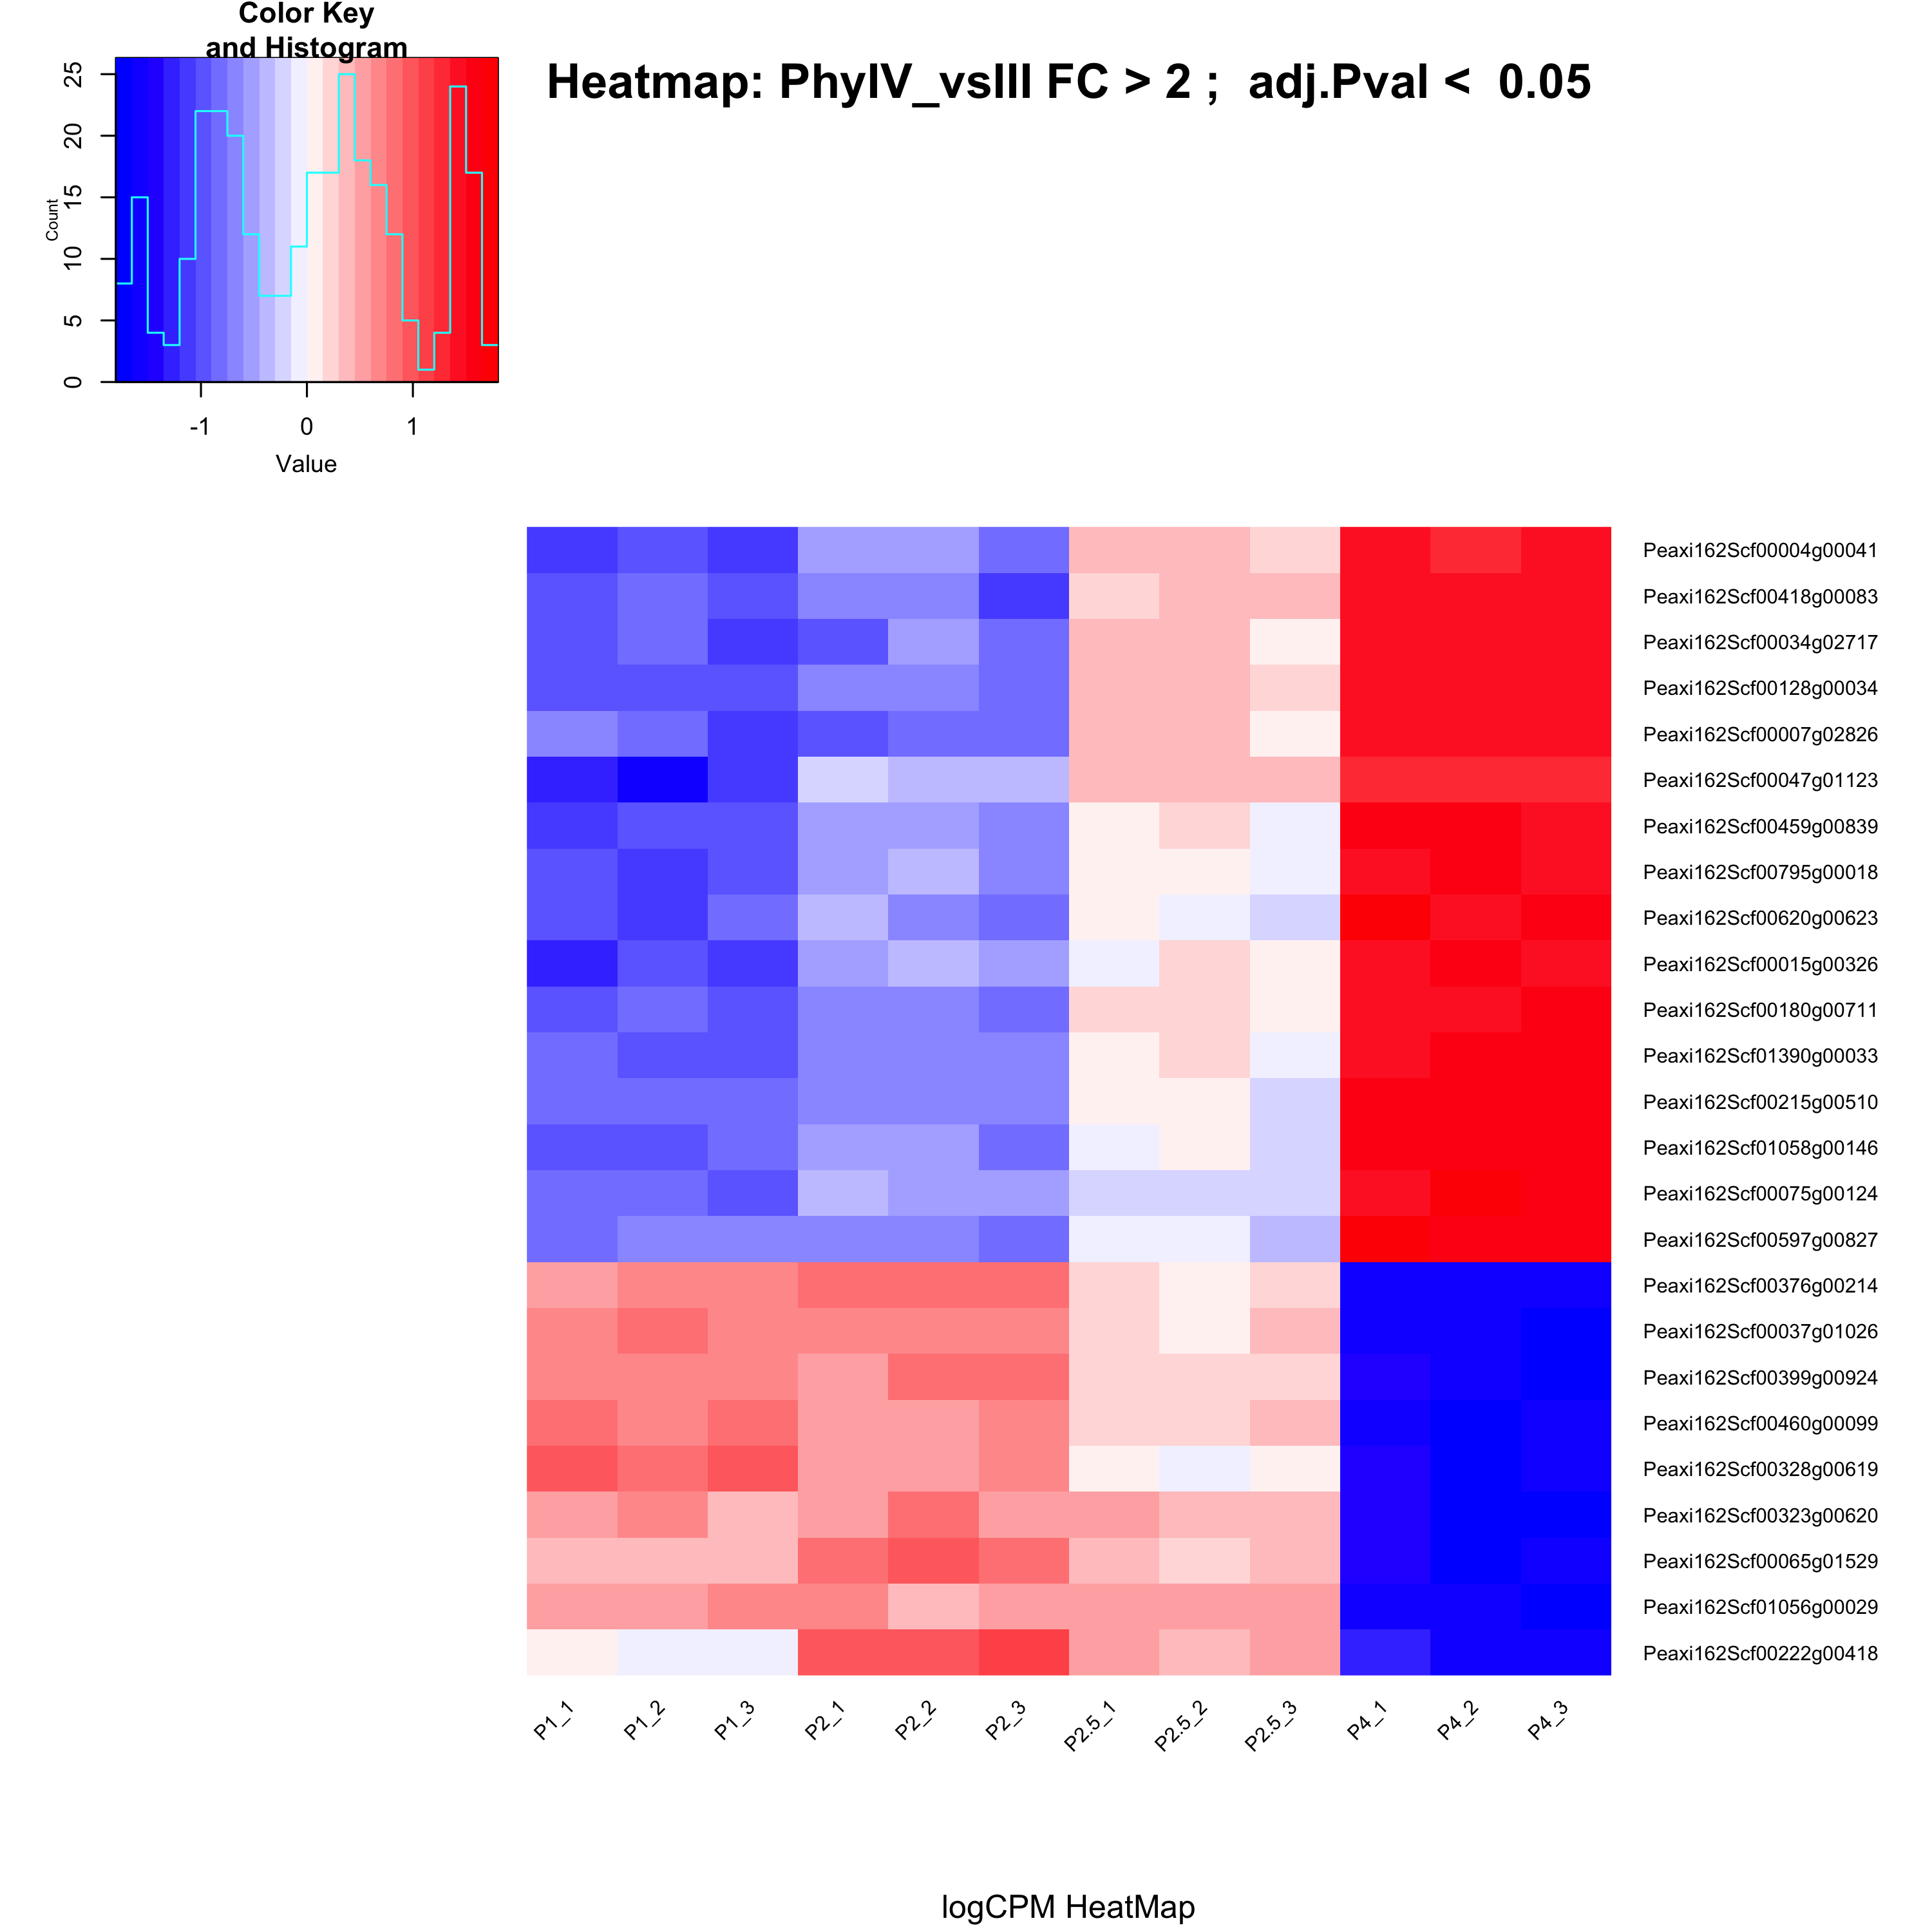 Color Key
and Histogram
Heatmap: PhyIV_vsIII FC > 2 ;  adj.Pval <  0.05
25
20
15
10
5
0
Count
-1 0 1
Value
Peaxi162Scf00004g00041
Peaxi162Scf00418g00083
Peaxi162Scf00034g02717
Peaxi162Scf00128g00034
Peaxi162Scf00007g02826
Peaxi162Scf00047g01123
Peaxi162Scf00459g00839
Peaxi162Scf00795g00018
Peaxi162Scf00620g00623
Peaxi162Scf00015g00326
Peaxi162Scf00180g00711
Peaxi162Scf01390g00033
Peaxi162Scf00215g00510
Peaxi162Scf01058g00146
Peaxi162Scf00075g00124
Peaxi162Scf00597g00827
Peaxi162Scf00376g00214
Peaxi162Scf00037g01026
Peaxi162Scf00399g00924
Peaxi162Scf00460g00099
Peaxi162Scf00328g00619
Peaxi162Scf00323g00620
Peaxi162Scf00065g01529
Peaxi162Scf01056g00029
Peaxi162Scf00222g00418
P1_1 P1_2 P1_3 P2_1 P2_2 P2_3 P2.5_1 P2.5_2 P2.5_3 P4_1 P4_2 P4_3
logCPM HeatMap